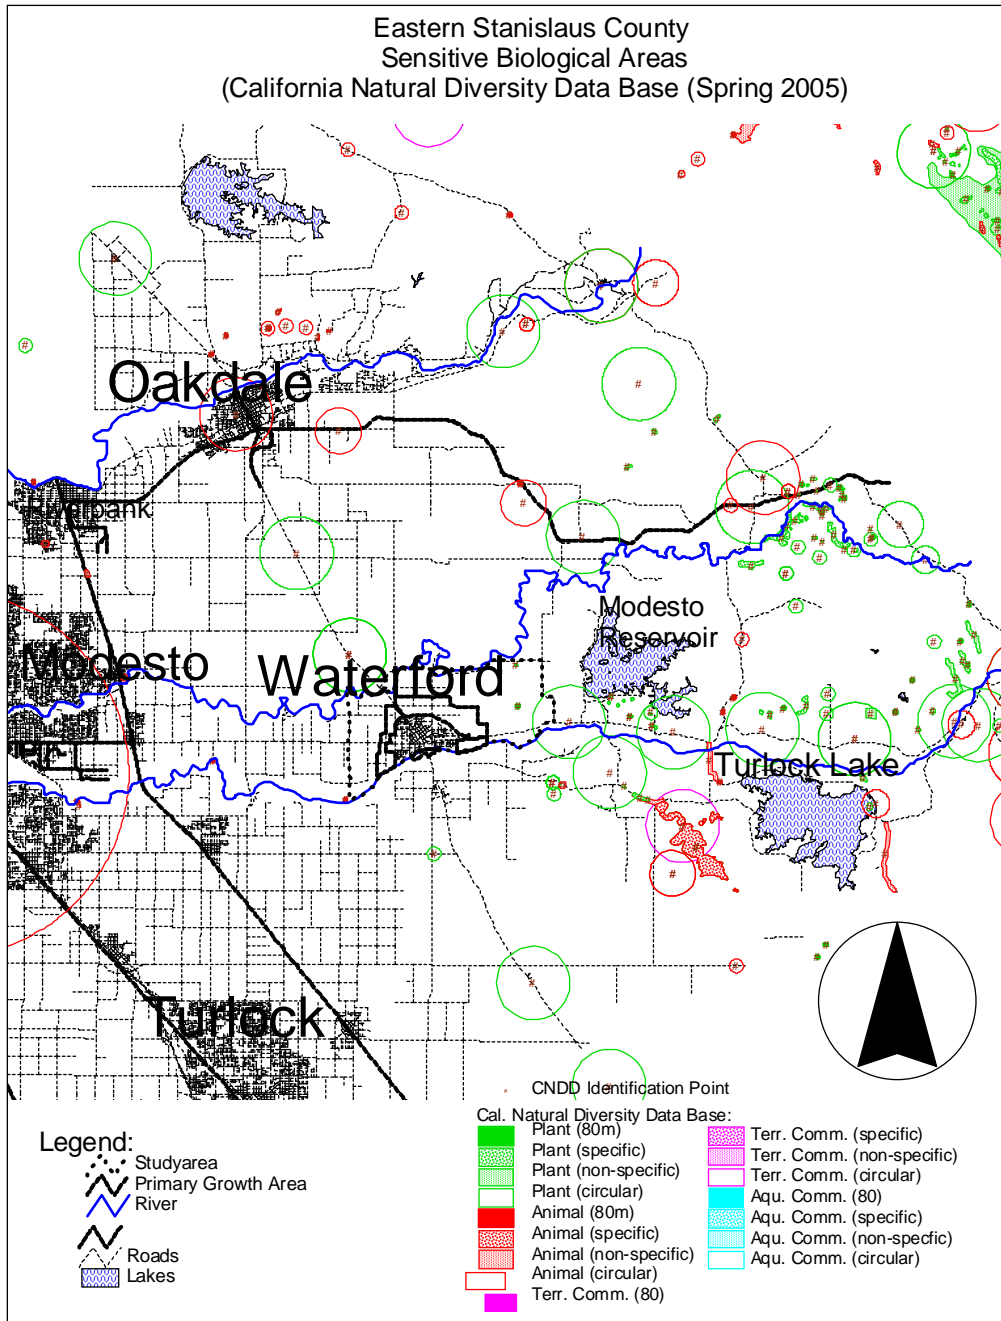 Eastern Stanislaus County
Sensitive Biological Areas
(California Natural Diversity Data Base (Spring 2005)
Oakdale
Riverbank
Modesto
Reservoir
Modesto
Waterford
Turlock Lake
Turlock
CNDD Identification Point
Cal. Natural Diversity Data Base:
Plant (80m)
Plant (specific)
Plant (non-specific)
Plant (circular)
Animal (80m)
Animal (specific)
Animal (non-specific)
Animal (circular)
Terr. Comm. (80)
Terr. Comm. (specific)
Terr. Comm. (non-specific)
Terr. Comm. (circular)
Aqu. Comm. (80)
Aqu. Comm. (specific)
Aqu. Comm. (non-specfic)
Aqu. Comm. (circular)
Legend:
Studyarea
Primary Growth Area
River
Roads
Lakes